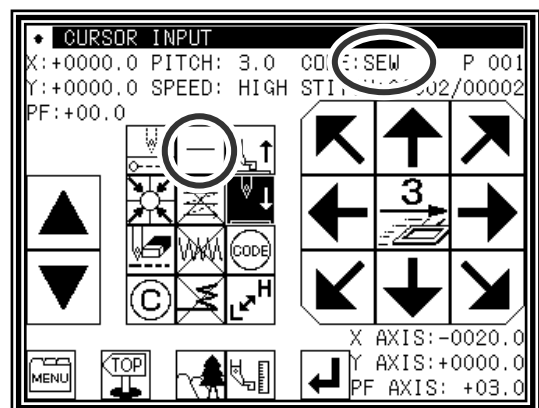 CURSOR INPUT
X:+0000.0 PITCH: 3.0 CODE:SEW P 001
Y:+0000.0 SPEED: HIGH 00002
PF:+00.0
3
CODE
C
L H
X AXIS:-0020.0
Y AXIS:+0000.0
PF AXIS: +03.0
MENU
TOP